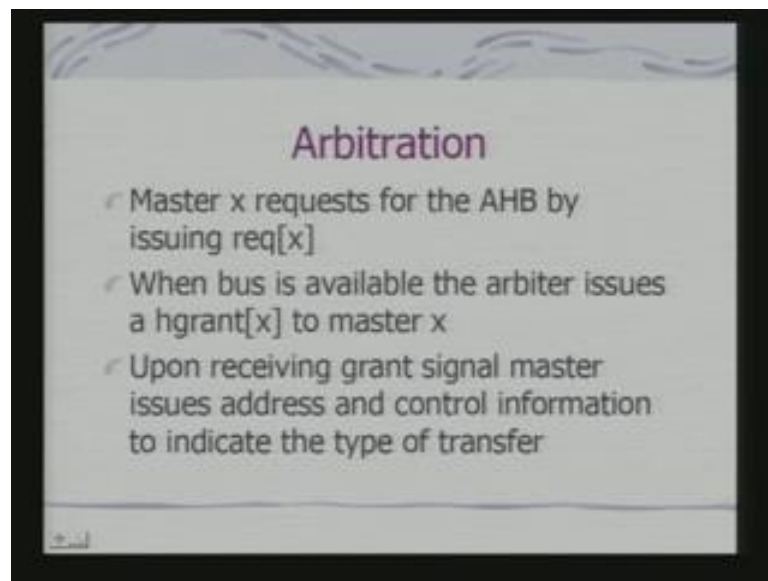 Arbitration
Master x requests for the AHB by
issuing req[x]
When bus is available the arbiter issues
a hgrant[x] to master x
Upon receiving grant signal master
issues address and control information
to indicate the type of transfer